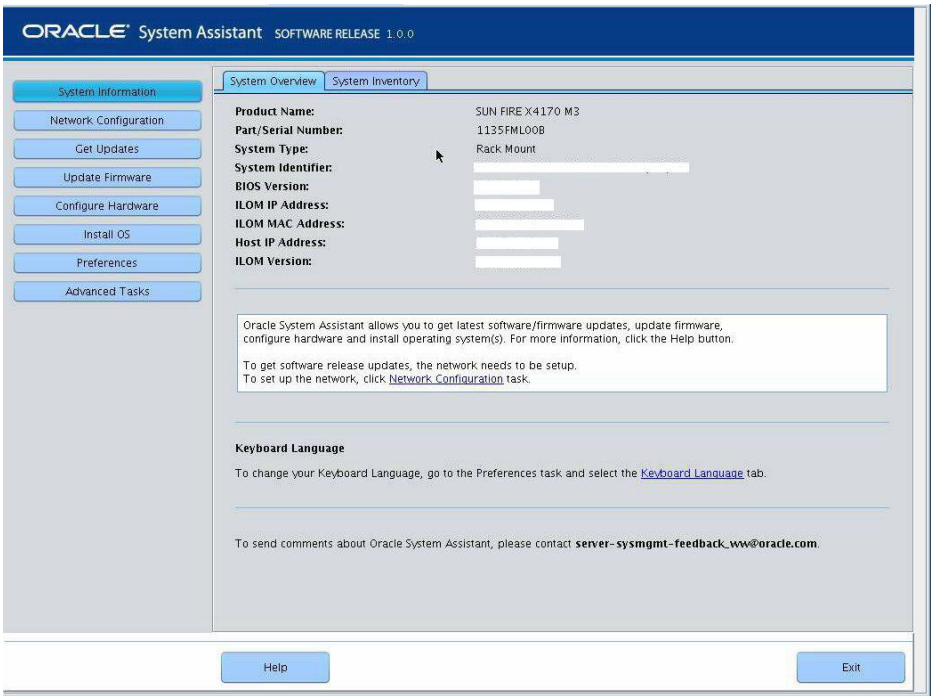 ORACLE® System Assistant SOFTWARE RELEASE 1.0.0
System Information
Network Configuration
Get Updates
Update Firmware
Configure Hardware
Install OS
Preferences
Advanced Tasks
System Overview System Inventory
Product Name: SUN FIRE X4170 M3
Part/Serial Number: 1135FML00B
System Type: Rack Mount
System Identifier:
BIOS Version:
ILOM IP Address:
ILOM MAC Address:
Host IP Address:
ILOM Version:
Oracle System Assistant allows you to get latest software/firmware updates, update firmware,
configure hardware and install operating system(s). For more information, click the Help button.
To get software release updates, the network needs to be setup.
To set up the network, click Network Configuration task.
Keyboard Language
To change your Keyboard Language, go to the Preferences task and select the Keyboard Language tab.
To send comments about Oracle System Assistant, please contact server-sysmgmt-feedback_ww@oracle.com.
Help
Exit